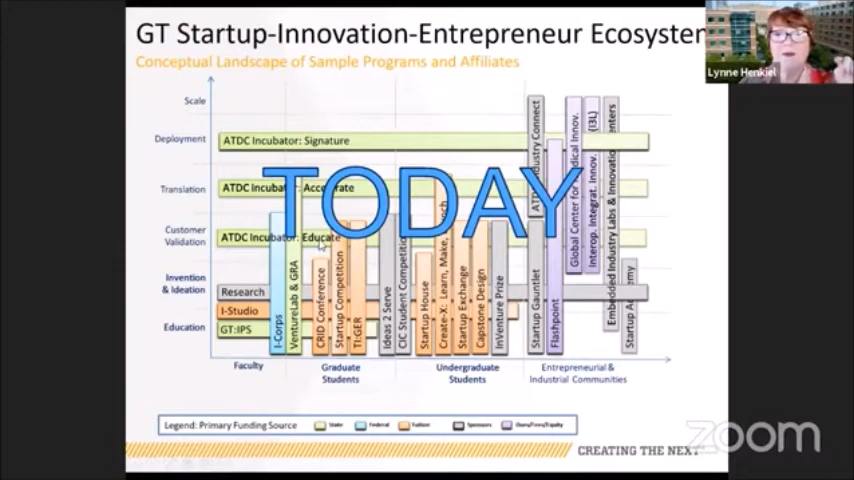 GT Startup-Innovation-Entrepreneur Ecosystem
Conceptual Landscape of Sample Programs and Affiliates
Lynne Henkiel
Scale
Deployment
Translation
Customer
Validation
Invention
& Ideation
Education
ATDC Incubator: Signature
ATDC Incubator: Accelerate
ATDC Incubator: Educate
TODAY
Research
I-Studio
GT:IPS
I-Corps
VentureLab & GRA
CRID Conference
Startup Competition
TI:GER
Ideas 2 Serve
CIC Student Competition
Startup House
Create-X: Learn, Make, Launch
Startup Exchange
Capstone Design
InVenture Prize
Startup Gauntlet
ATDC Industry Connect
Flashpoint
Global Center for Medical Innov.
Interop. Integrat. Innov. (I3L)
Embedded Industry Labs & Innovation Centers
Startup Academy
Faculty
Graduate
Students
Undergraduate
Students
Entrepreneurial &
Industrial Communities
Legend: Primary Funding Source
State
Federal
Tuition
Sponsors
CREATING THE NEXT
zoom